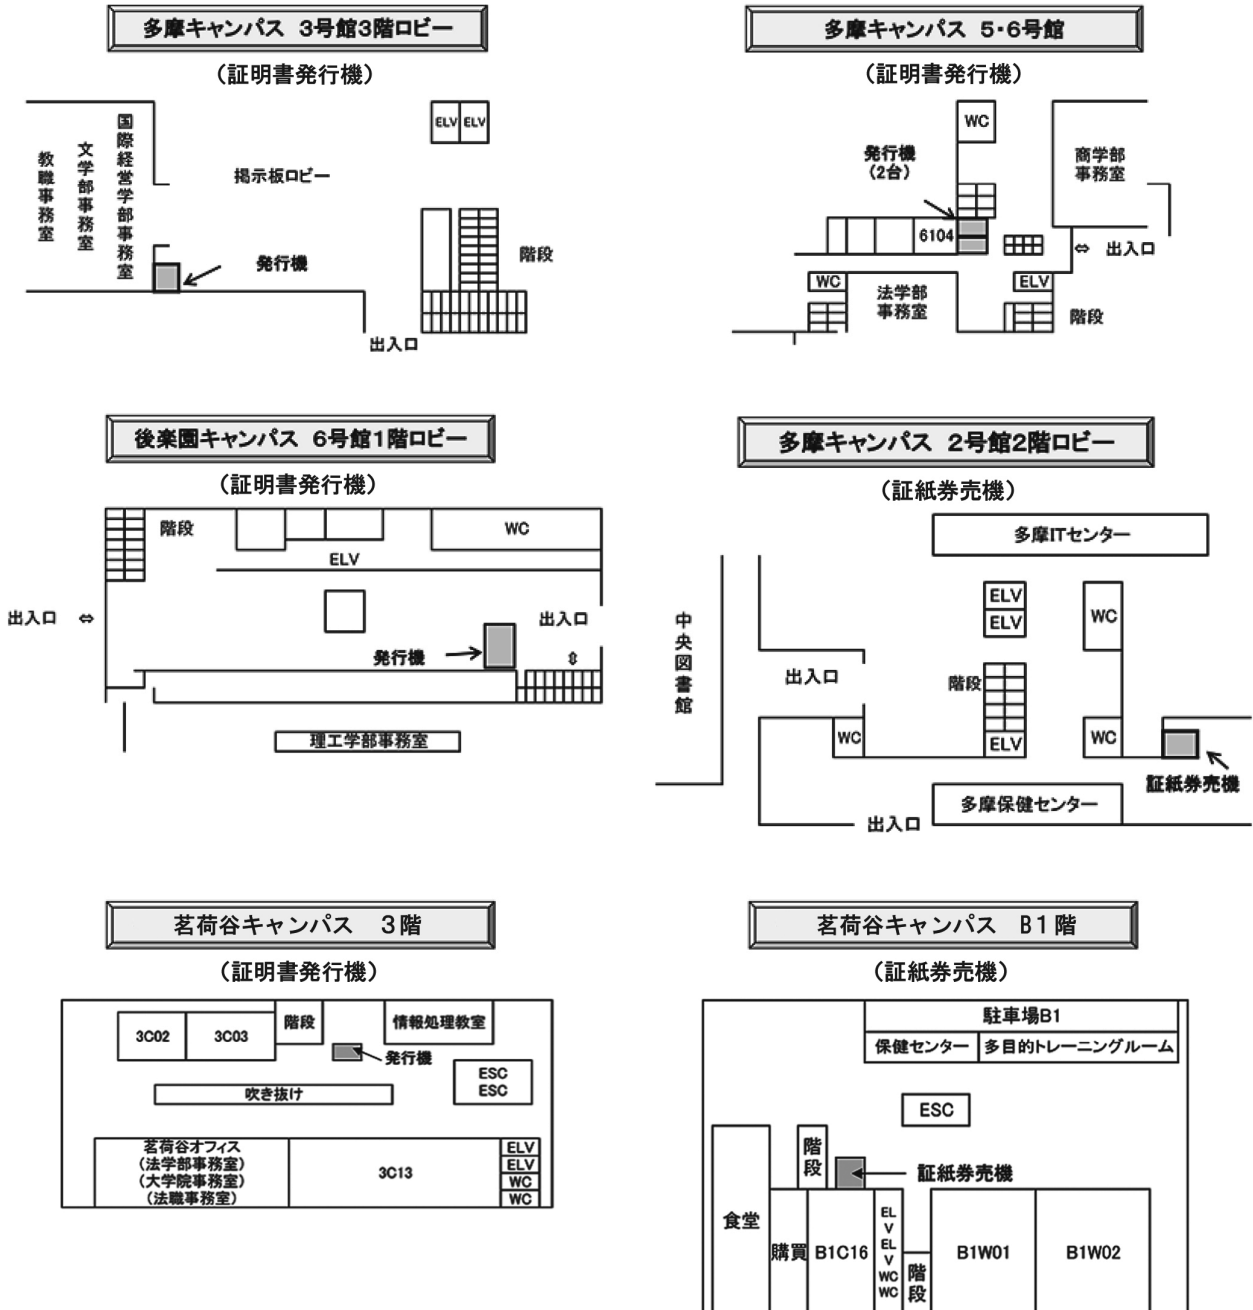 多摩キャンパス 3号館3階ロビー
（証明書発行機）
教職事務室
文学部事務室
国際経営学部事務室
掲示板ロビー
ELV ELV
発行機
階段
出入口
多摩キャンパス 5・6号館
（証明書発行機）
WC
発行機
（2台）
商学部
事務室
6104
⇔ 出入口
WC
法学部
事務室
ELV
階段
後楽園キャンパス 6号館1階ロビー
（証明書発行機）
階段
WC
ELV
出入口 ⇔
出入口
⇕
発行機
理工学部事務室
多摩キャンパス 2号館2階ロビー
（証紙券売機）
多摩ITセンター
中央図書館
ELV
ELV
WC
出入口
階段
WC
ELV
WC
証紙券売機
多摩保健センター
出入口
茗荷谷キャンパス 3階
（証明書発行機）
3C02
3C03
階段
情報処理教室
発行機
ESC
ESC
吹き抜け
茗荷谷オフィス
（法学部事務室）
（大学院事務室）
（法職事務室）
3C13
ELV
ELV
WC
WC
茗荷谷キャンパス B1階
（証紙券売機）
駐車場B1
保健センター
多目的トレーニングルーム
ESC
階段
証紙券売機
食堂
購買
B1C16
EL
V
EL
V
WC
WC
階段
B1W01
B1W02